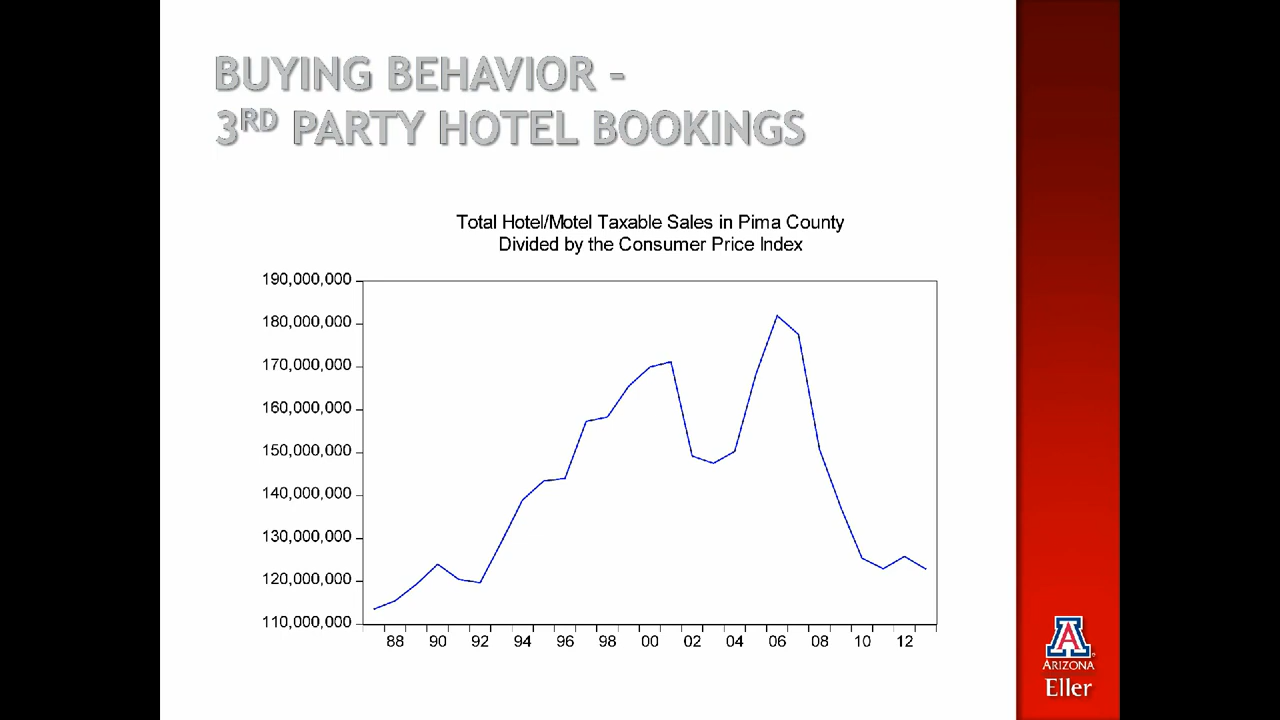 BUYING BEHAVIOR –
3RD PARTY HOTEL BOOKINGS
Total Hotel/Motel Taxable Sales in Pima County
Divided by the Consumer Price Index
190,000,000
180,000,000
170,000,000
160,000,000
150,000,000
140,000,000
130,000,000
120,000,000
110,000,000
88 90 92 94 96 98 00 02 04 06 08 10 12
A
ARIZONA
Eller